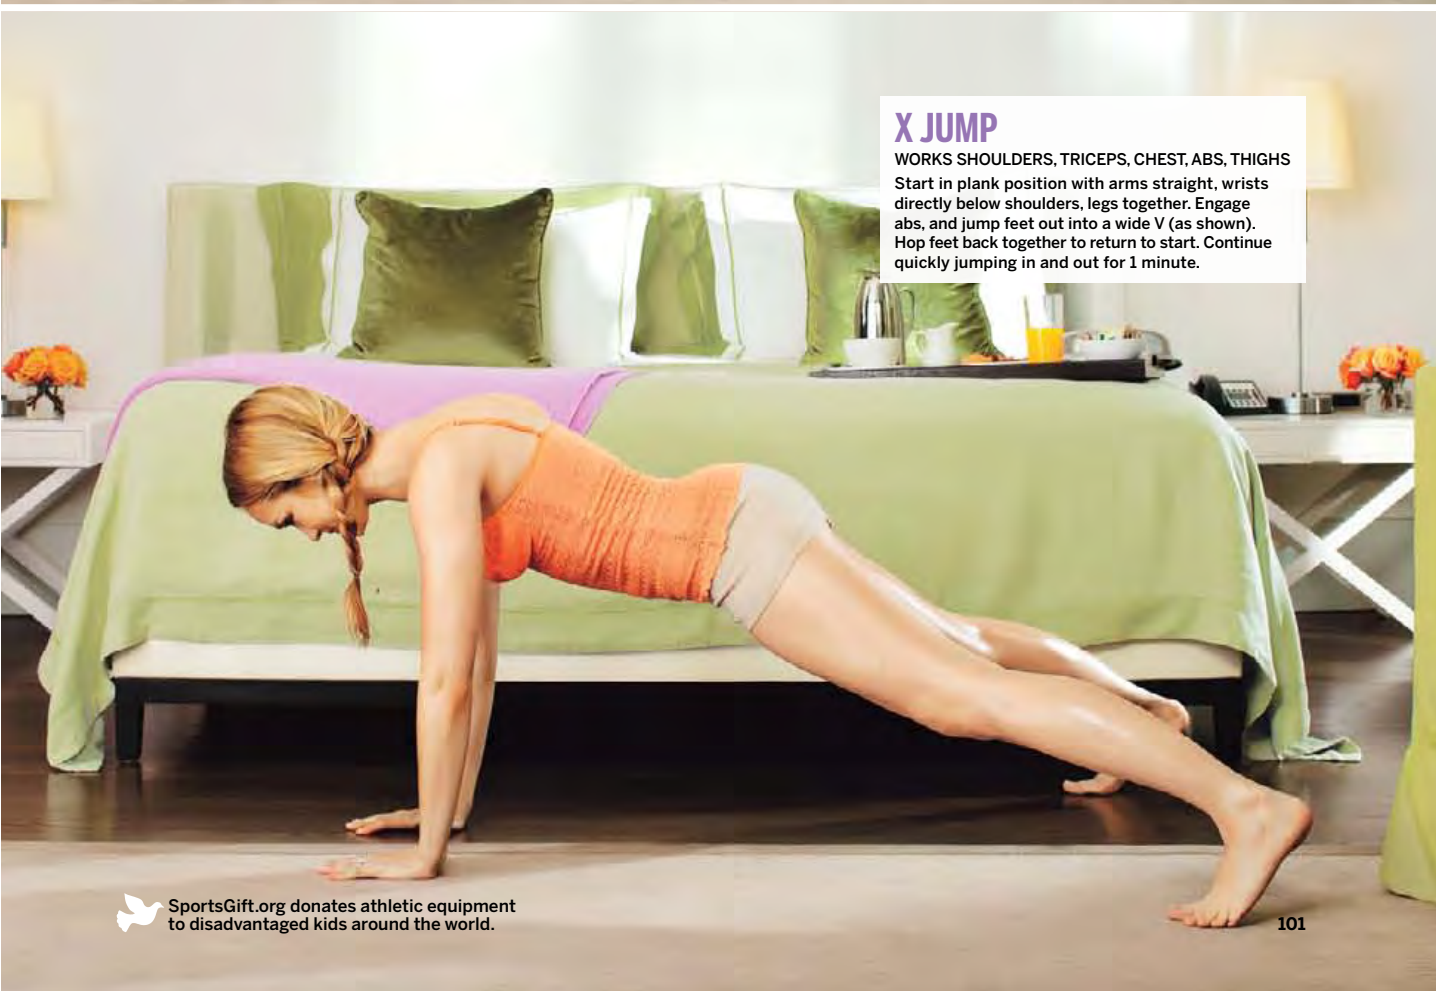 X JUMP
WORKS SHOULDERS, TRICEPS, CHEST, ABS, THIGHS
Start in plank position with arms straight, wrists
directly below shoulders, legs together. Engage
abs, and jump feet out into a wide V (as shown).
Hop feet back together to return to start. Continue
quickly jumping in and out for 1 minute.
SportsGift.org donates athletic equipment
to disadvantaged kids around the world.
101